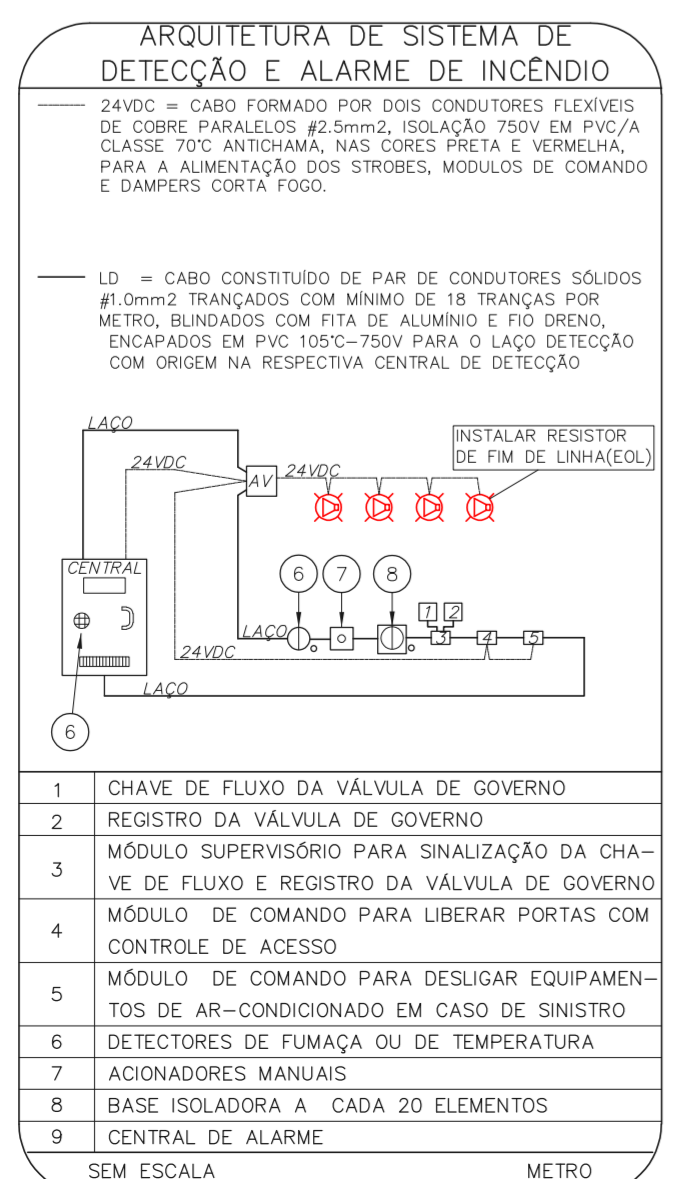 ARQUITETURA DE SISTEMA DE
DETECÇÃO E ALARME DE INCÊNDIO
24VDC = CABO FORMADO POR DOIS CONDUTORES FLEXÍVEIS
DE COBRE PARALELOS #2.5mm2, ISOLAÇÃO 750V EM PVC/A
CLASSE 70°C ANTICHAMA, NAS CORES PRETA E VERMELHA,
PARA A ALIMENTAÇÃO DOS STROBES, MODULOS DE COMANDO
E DAMPERS CORTA FOGO.
LD = CABO CONSTITUÍDO DE PAR DE CONDUTORES SÓLIDOS
#1.0mm2 TRANÇADOS COM MÍNIMO DE 18 TRANÇAS POR
METRO, BLINDADOS COM FITA DE ALUMÍNIO E FIO DRENO,
ENCAPADOS EM PVC 105°C-750V PARA O LAÇO DETECÇÃO
COM ORIGEM NA RESPECTIVA CENTRAL DE DETECÇÃO
LAÇO
INSTALAR RESISTOR
DE FIM DE LINHA(EOL)
24VDC
24VDC
AV
CENTRAL
6
7
8
1
2
LAÇO
3
4
5
24VDC
LAÇO
6
1 CHAVE DE FLUXO DA VÁLVULA DE GOVERNO
2 REGISTRO DA VÁLVULA DE GOVERNO
3 MÓDULO SUPERVISÓRIO PARA SINALIZAÇÃO DA CHA-
VE DE FLUXO E REGISTRO DA VÁLVULA DE GOVERNO
4 MÓDULO DE COMANDO PARA LIBERAR PORTAS COM
CONTROLE DE ACESSO
5 MÓDULO DE COMANDO PARA DESLIGAR EQUIPAMEN-
TOS DE AR-CONDICIONADO EM CASO DE SINISTRO
6 DETECTORES DE FUMAÇA OU DE TEMPERATURA
7 ACIONADORES MANUAIS
8 BASE ISOLADORA A CADA 20 ELEMENTOS
9 CENTRAL DE ALARME
SEM ESCALA METRO